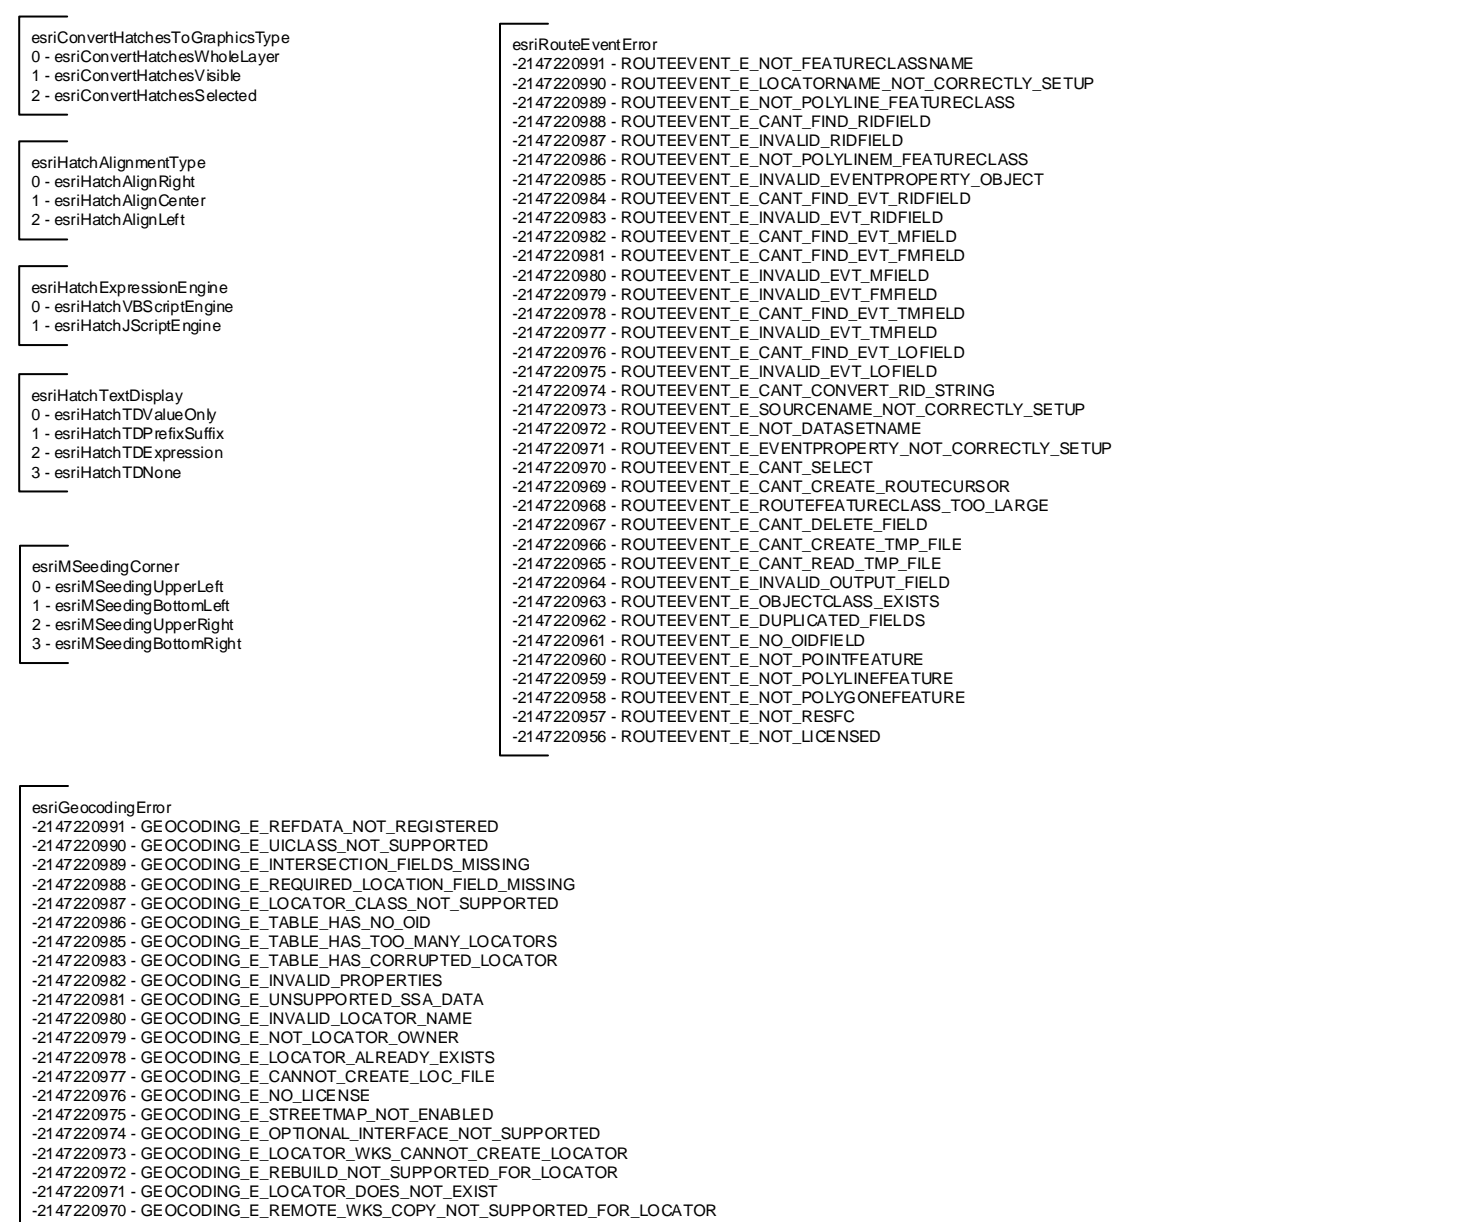 esriConvertHatchesToGraphicsType
0 - esriConvertHatchesWholeLayer
1 - esriConvertHatchesVisible
2 - esriConvertHatchesSelected
esriHatchAlignmentType
0 - esriHatchAlignRight
1 - esriHatchAlignCenter
2 - esriHatchAlignLeft
esriHatchExpressionEngine
0 - esriHatchVBScriptEngine
1 - esriHatchJScriptEngine
esriHatchTextDisplay
0 - esriHatchTDValueOnly
1 - esriHatchTDPrefixSuffix
2 - esriHatchTDExpression
3 - esriHatchTDNone
esriMSeedingCorner
0 - esriMSeedingUpperLeft
1 - esriMSeedingBottomLeft
2 - esriMSeedingUpperRight
3 - esriMSeedingBottomRight
esriRouteEventError
-2147220991 - ROUTEEVENT_E_NOT_FEATURECLASSNAME
-2147220990 - ROUTEEVENT_E_LOCATORNAME_NOT_CORRECTLY_SETUP
-2147220989 - ROUTEEVENT_E_NOT_POLYLINE_FEATURECLASS
-2147220988 - ROUTEEVENT_E_CANT_FIND_RIDFIELD
-2147220987 - ROUTEEVENT_E_INVALID_RIDFIELD
-2147220986 - ROUTEEVENT_E_NOT_POLYLINEM_FEATURECLASS
-2147220985 - ROUTEEVENT_E_INVALID_EVENTPROPERTY_OBJECT
-2147220984 - ROUTEEVENT_E_CANT_FIND_EVT_RIDFIELD
-2147220983 - ROUTEEVENT_E_INVALID_EVT_RIDFIELD
-2147220982 - ROUTEEVENT_E_CANT_FIND_EVT_MFIELD
-2147220981 - ROUTEEVENT_E_CANT_FIND_EVT_FMFIELD
-2147220980 - ROUTEEVENT_E_INVALID_EVT_MFIELD
-2147220979 - ROUTEEVENT_E_INVALID_EVT_FMFIELD
-2147220978 - ROUTEEVENT_E_CANT_FIND_EVT_TMFIELD
-2147220977 - ROUTEEVENT_E_INVALID_EVT_TMFIELD
-2147220976 - ROUTEEVENT_E_CANT_FIND_EVT_LOFIELD
-2147220975 - ROUTEEVENT_E_INVALID_EVT_LOFIELD
-2147220974 - ROUTEEVENT_E_CANT_CONVERT_RID_STRING
-2147220973 - ROUTEEVENT_E_SOURCENAME_NOT_CORRECTLY_SETUP
-2147220972 - ROUTEEVENT_E_NOT_DATASETNAME
-2147220971 - ROUTEEVENT_E_EVENTPROPERTY_NOT_CORRECTLY_SETUP
-2147220970 - ROUTEEVENT_E_CANT_SELECT
-2147220969 - ROUTEEVENT_E_CANT_CREATE_ROUTECURSOR
-2147220968 - ROUTEEVENT_E_ROUTEFEATURECLASS_TOO_LARGE
-2147220967 - ROUTEEVENT_E_CANT_DELETE_FIELD
-2147220966 - ROUTEEVENT_E_CANT_CREATE_TMP_FILE
-2147220965 - ROUTEEVENT_E_CANT_READ_TMP_FILE
-2147220964 - ROUTEEVENT_E_INVALID_OUTPUT_FIELD
-2147220963 - ROUTEEVENT_E_OBJECTCLASS_EXISTS
-2147220962 - ROUTEEVENT_E_DUPLICATED_FIELDS
-2147220961 - ROUTEEVENT_E_NO_OIDFIELD
-2147220960 - ROUTEEVENT_E_NOT_POINTFEATURE
-2147220959 - ROUTEEVENT_E_NOT_POLYLINEFEATURE
-2147220958 - ROUTEEVENT_E_NOT_POLYGONEFEATURE
-2147220957 - ROUTEEVENT_E_NOT_RESFC
-2147220956 - ROUTEEVENT_E_NOT_LICENSED
esriGeocodingError
-2147220991 - GEOCODING_E_REFDATA_NOT_REGISTERED
-2147220990 - GEOCODING_E_UICLASS_NOT_SUPPORTED
-2147220989 - GEOCODING_E_INTERSECTION_FIELDS_MISSING
-2147220988 - GEOCODING_E_REQUIRED_LOCATION_FIELD_MISSING
-2147220987 - GEOCODING_E_LOCATOR_CLASS_NOT_SUPPORTED
-2147220986 - GEOCODING_E_TABLE_HAS_NO_OID
-2147220985 - GEOCODING_E_TABLE_HAS_TOO_MANY_LOCATORS
-2147220983 - GEOCODING_E_TABLE_HAS_CORRUPTED_LOCATOR
-2147220982 - GEOCODING_E_INVALID_PROPERTIES
-2147220981 - GEOCODING_E_UNSUPPORTED_SSA_DATA
-2147220980 - GEOCODING_E_INVALID_LOCATOR_NAME
-2147220979 - GEOCODING_E_NOT_LOCATOR_OWNER
-2147220978 - GEOCODING_E_LOCATOR_ALREADY_EXISTS
-2147220977 - GEOCODING_E_CANNOT_CREATE_LOC_FILE
-2147220976 - GEOCODING_E_NO_LICENSE
-2147220975 - GEOCODING_E_STREETMAP_NOT_ENABLED
-2147220974 - GEOCODING_E_OPTIONAL_INTERFACE_NOT_SUPPORTED
-2147220973 - GEOCODING_E_LOCATOR_WKS_CANNOT_CREATE_LOCATOR
-2147220972 - GEOCODING_E_REBUILD_NOT_SUPPORTED_FOR_LOCATOR
-2147220971 - GEOCODING_E_LOCATOR_DOES_NOT_EXIST
-2147220970 - GEOCODING_E_REMOTE_WKS_COPY_NOT_SUPPORTED_FOR_LOCATOR